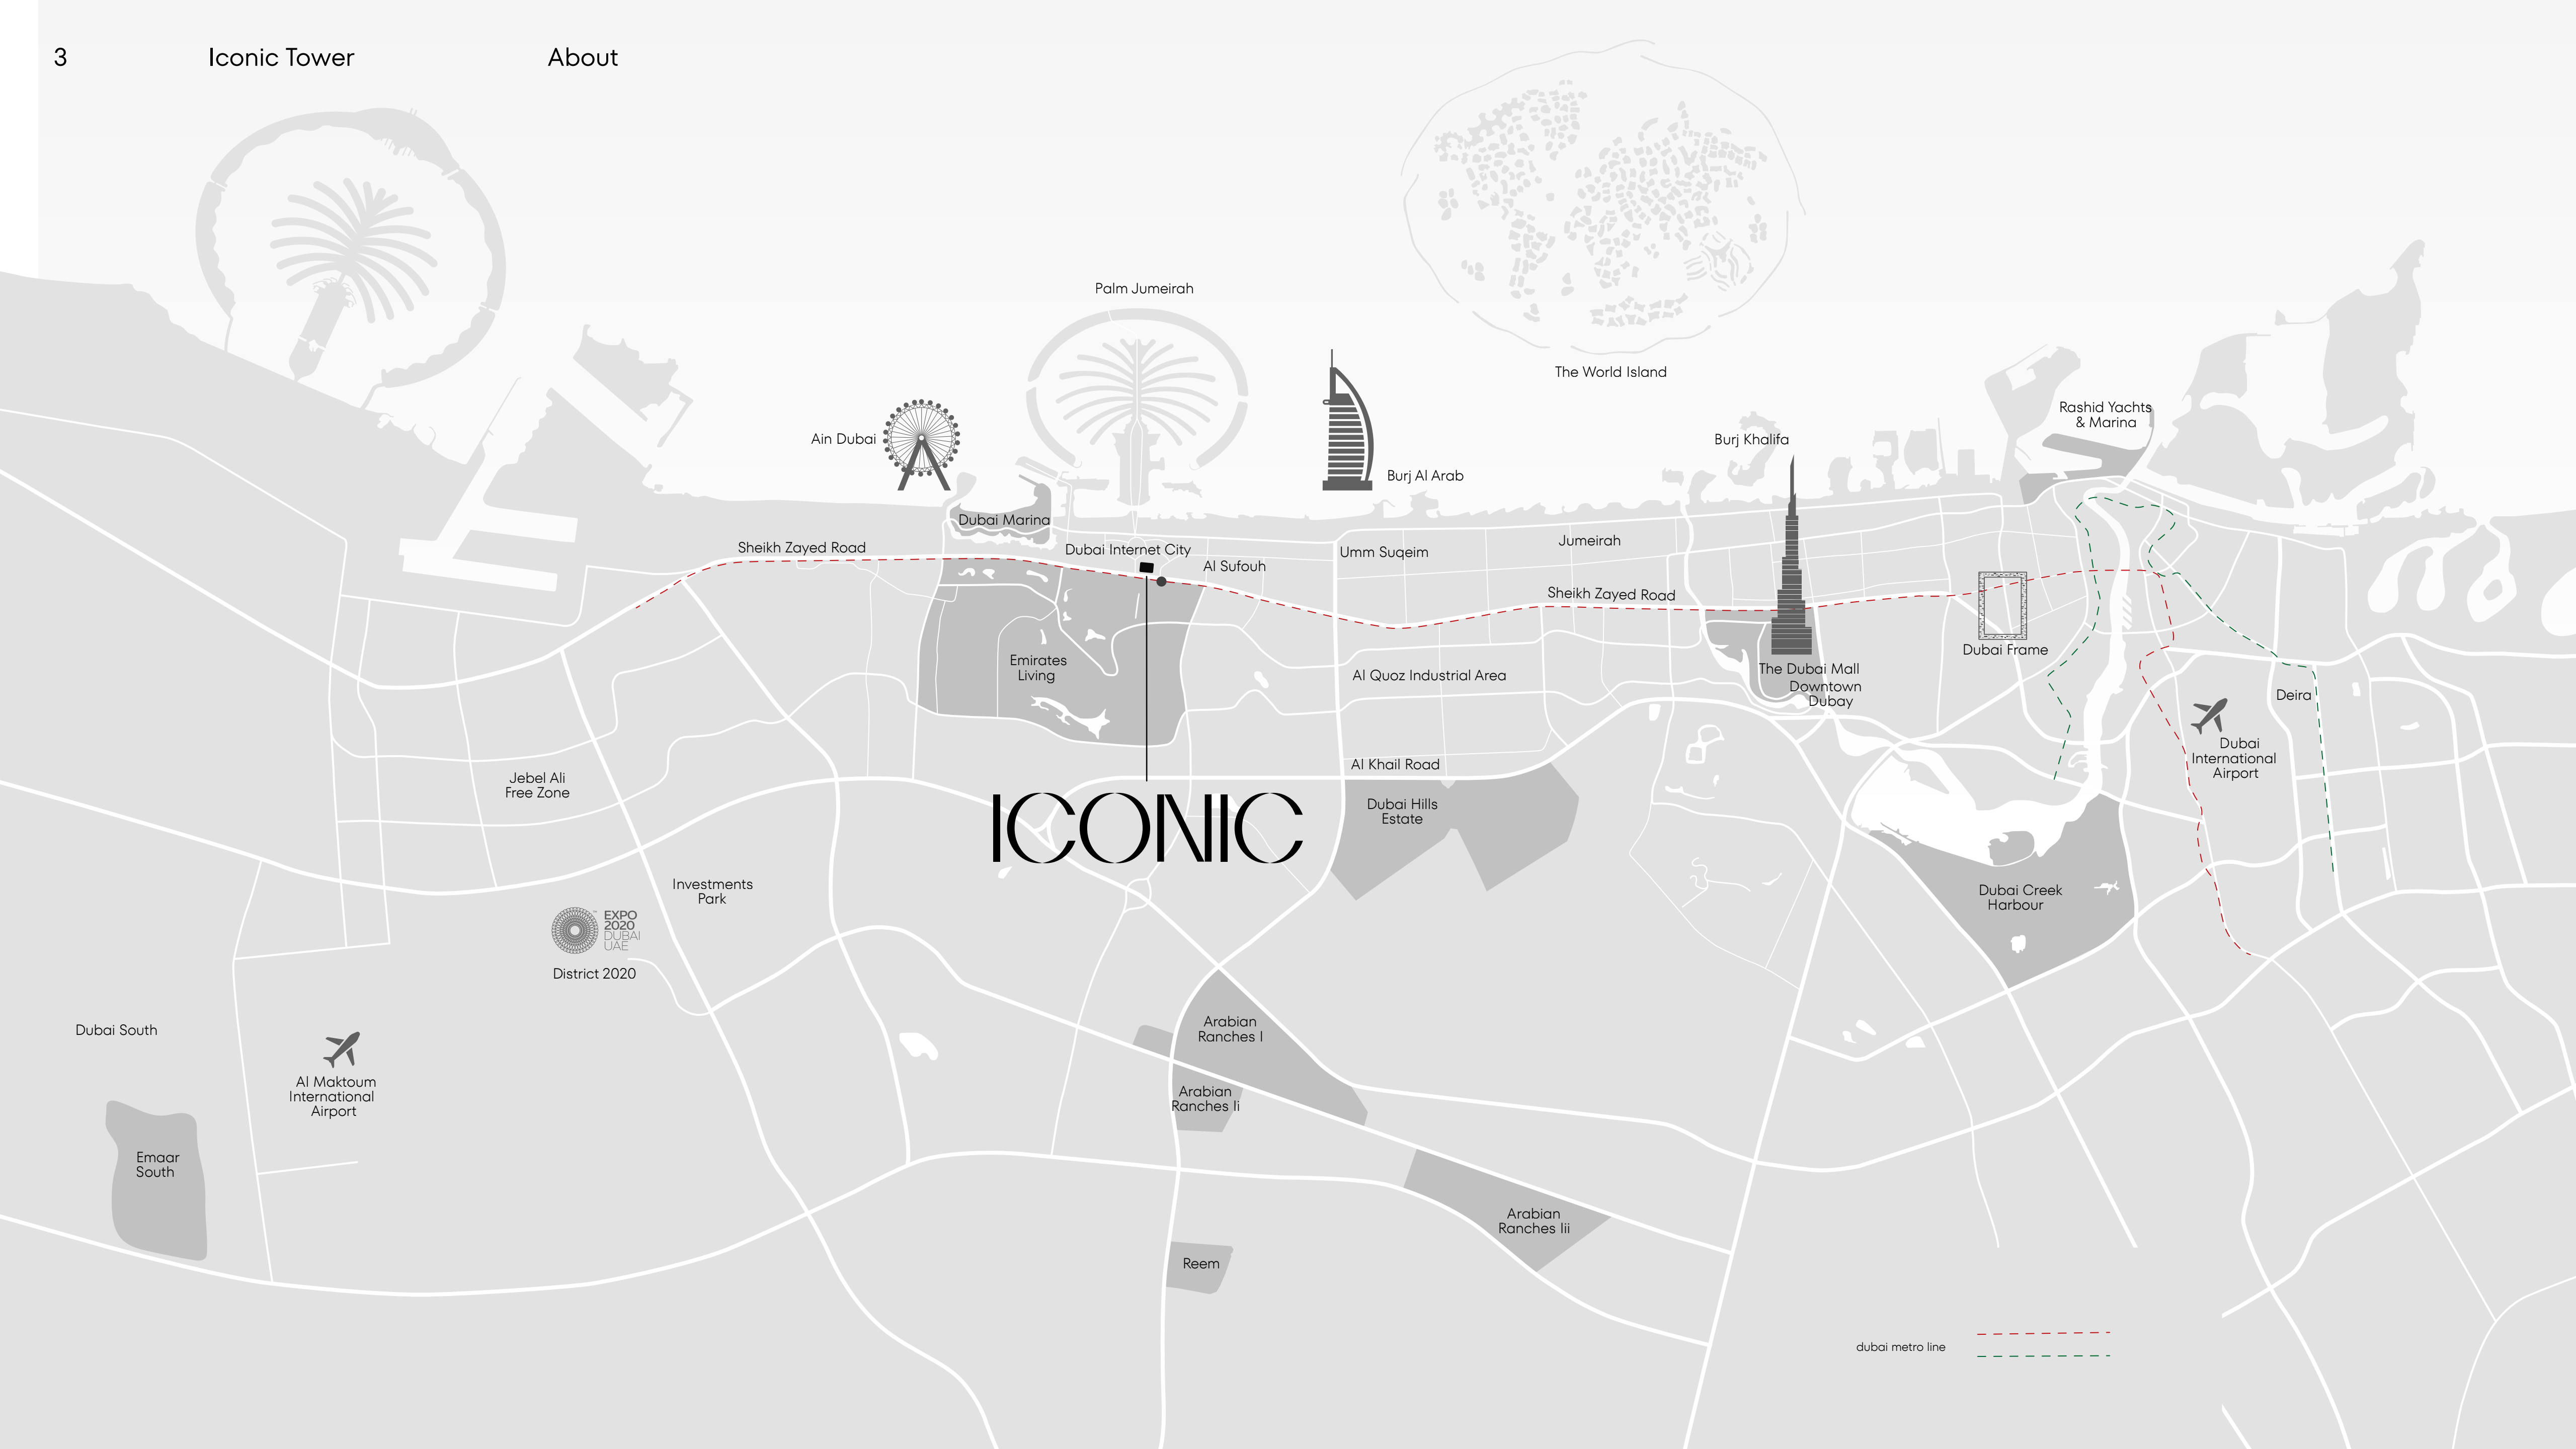 3 Iconic Tower About
Palm Jumeirah
The World Island
Rashid Yachts
& Marina
Ain Dubai
Burj Khalifa
Burj Al Arab
Dubai Marina
Sheikh Zayed Road
Dubai Internet City
Al Sufouh
Umm Suqeim
Jumeirah
Sheikh Zayed Road
Dubai Frame
Emirates
Living
Al Quoz Industrial Area
The Dubai Mall
Downtown
Dubay
Deira
Dubai
International
Airport
Al Khail Road
Jebel Ali
Free Zone
Dubai Hills
Estate
ICONIC
Investments
Park
Dubai Creek
Harbour
EXPO
2020
DUBAI
UAE
District 2020
Dubai South
Arabian
Ranches I
Al Maktoum
International
Airport
Arabian
Ranches Ii
Emaar
South
Arabian
Ranches Iii
Reem
dubai metro line